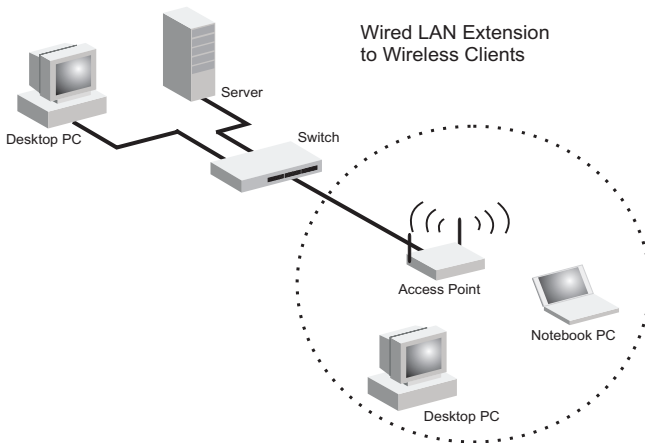 Wired LAN Extension
to Wireless Clients
Server
Desktop PC
Switch
Access Point
Notebook PC
Desktop PC